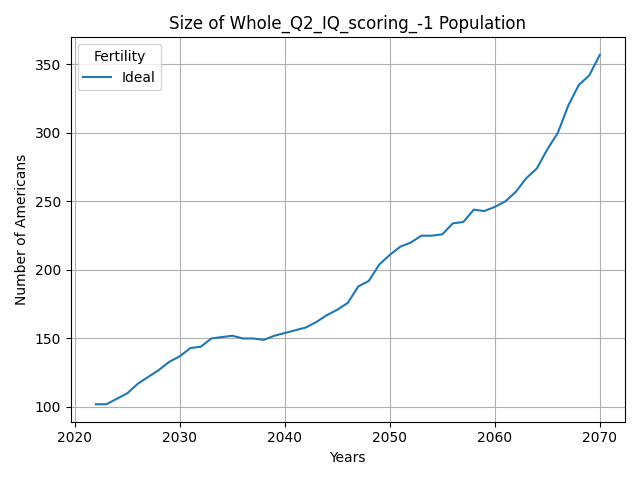 Size of Whole_Q2_IQ_scoring_-1 Population
Fertility
Ideal
Number of Americans
350
300
250
200
150
100
2020 2030 2040 2050 2060 2070
Years